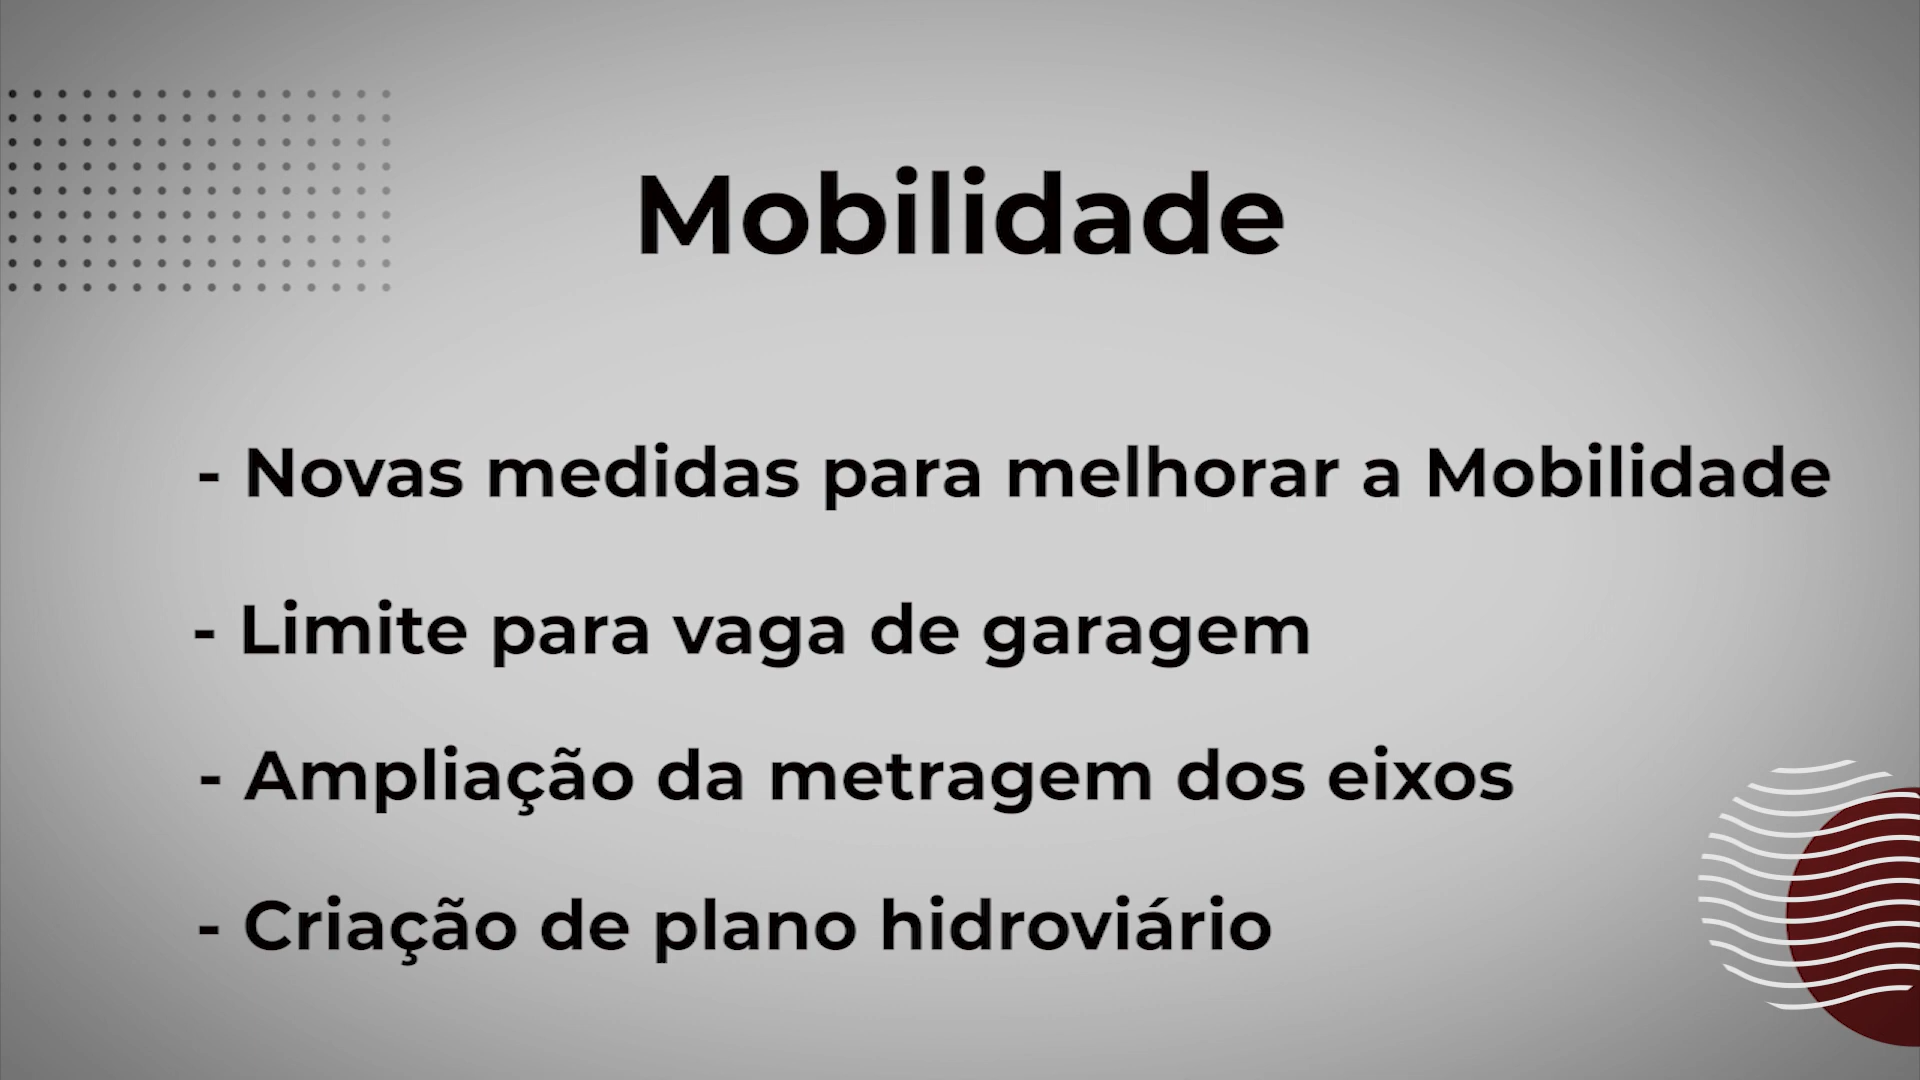 Mobilidade
- Novas medidas para melhorar a Mobilidade
- Limite para vaga de garagem
- Ampliação da metragem dos eixos
- Criação de plano hidroviário